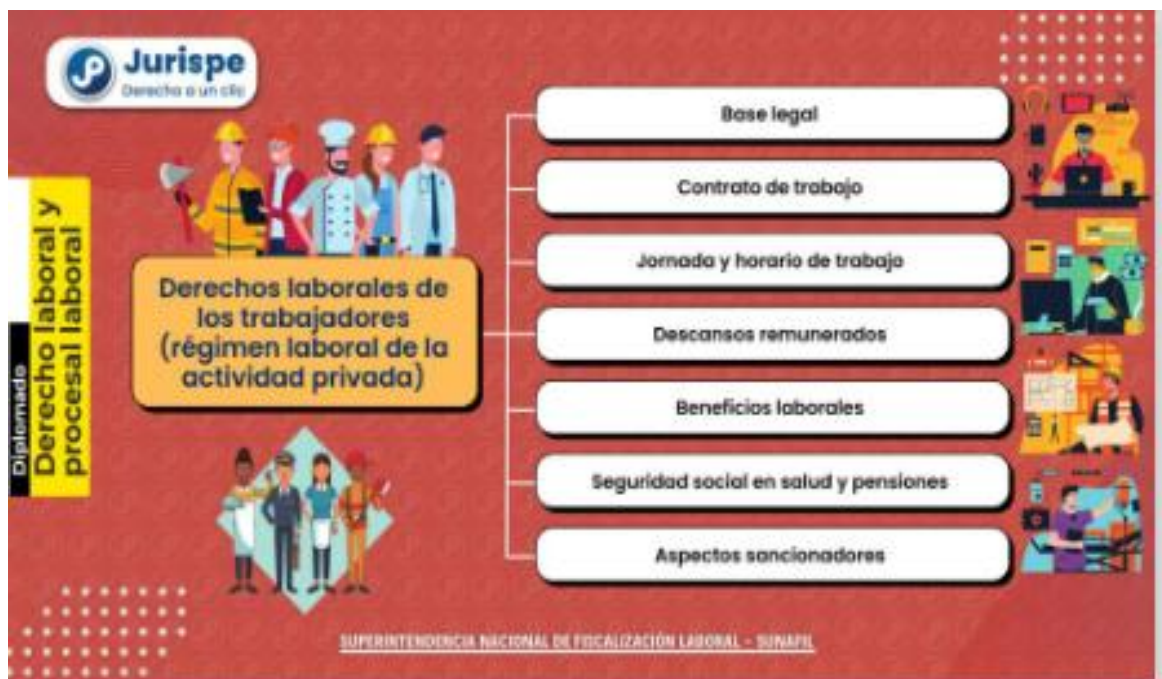 Jurispe
Derecho a un clic
Diplomado
Derecho laboral y
procesal laboral
Derechos laborales de
los trabajadores
(régimen laboral de la
actividad privada)
Base legal
Contrato de trabajo
Jornada y horario de trabajo
Descansos remunerados
Beneficios laborales
Seguridad social en salud y pensiones
Aspectos sancionadores
SUPERINTENDENCIA NACIONAL DE FISCALIZACIÓN LABORAL – SUNAFIL